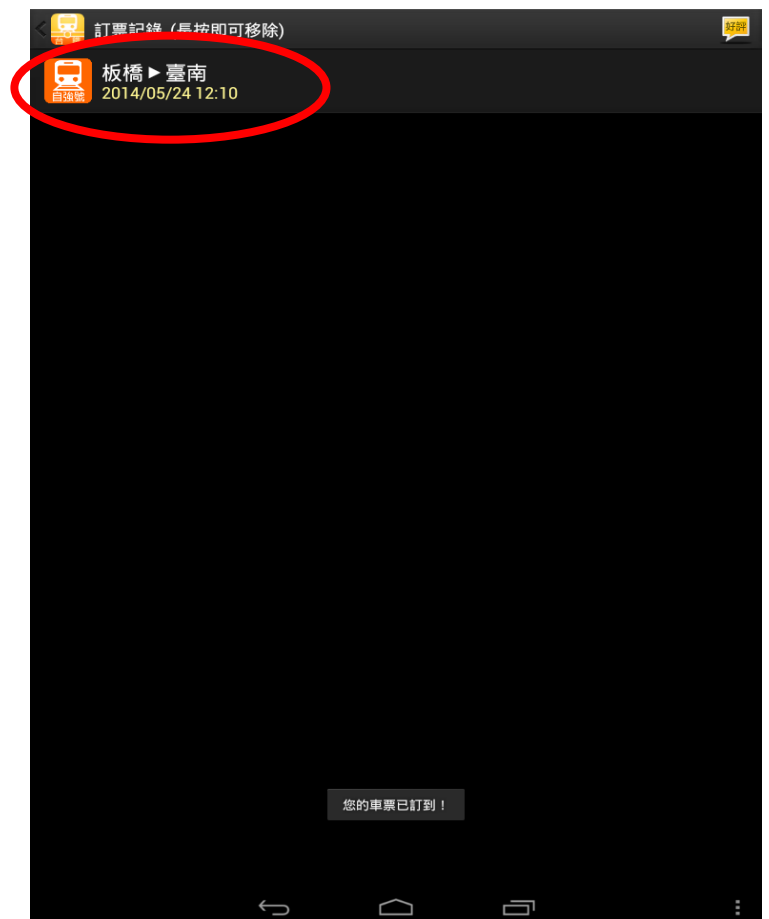 訂票記錄 (長按即可移除)
好評
自強號
板橋►臺南
2014/05/24 12:10
您的車票已訂到！